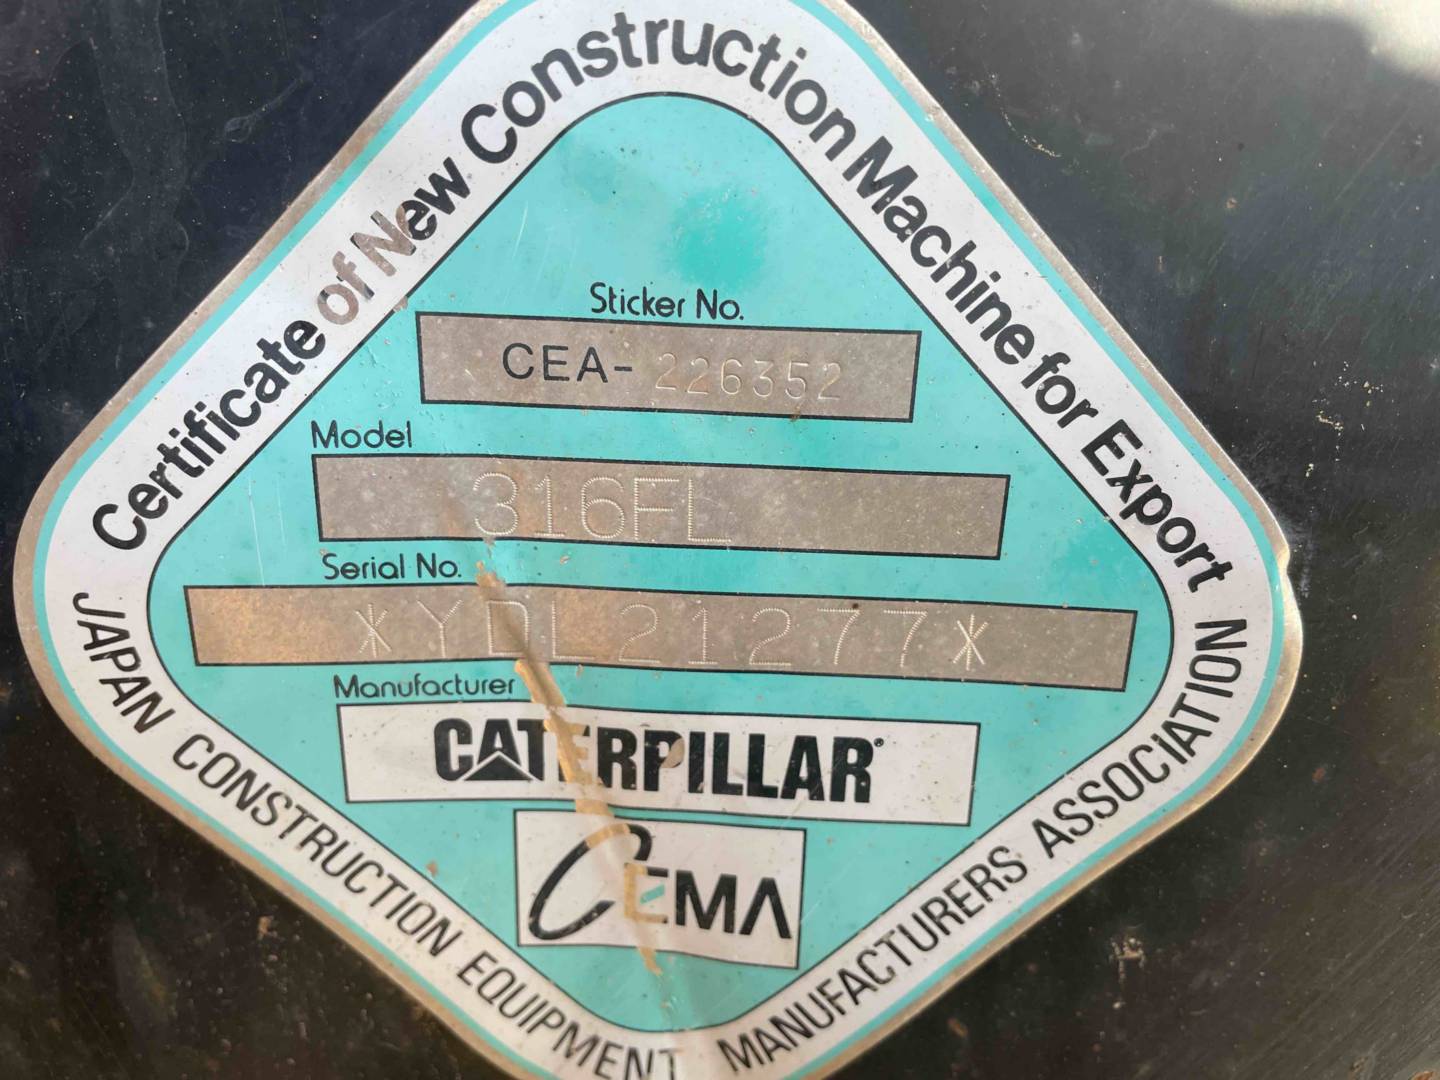 Certificate of New Construction Machine for Export
Sticker No.
CEA- 226352
Model
316FL
Serial No.
*YDL21277*
Manufacturer
CATERPILLAR®
CEMA
JAPAN CONSTRUCTION EQUIPMENT MANUFACTURERS ASSOCIATION